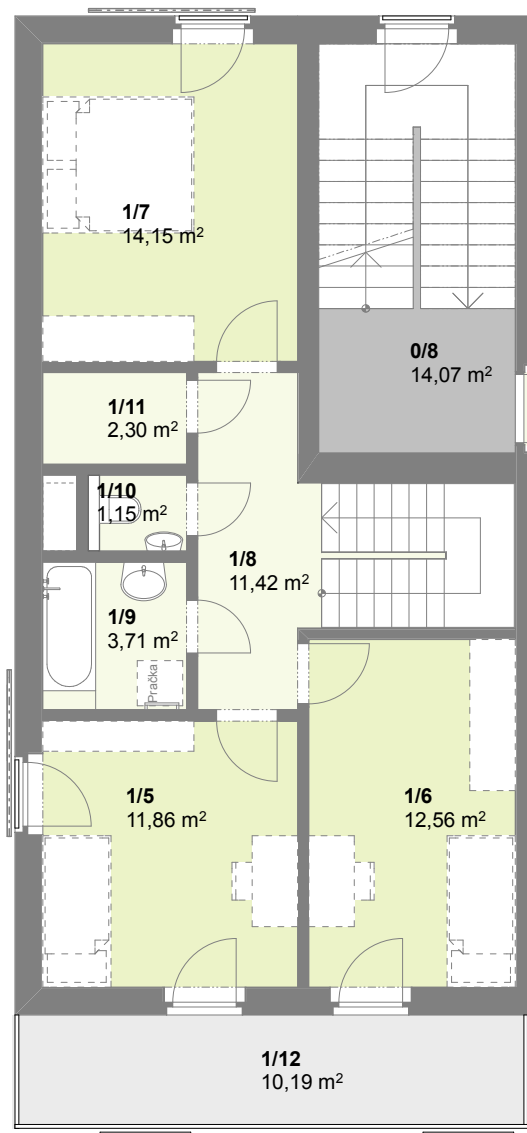 1/7
14,15 m²
0/8
14,07 m²
1/11
2,30 m²
1/10
1,15 m²
1/8
11,42 m²
1/9
3,71 m²
Pračka
1/5
11,86 m²
1/6
12,56 m²
1/12
10,19 m²